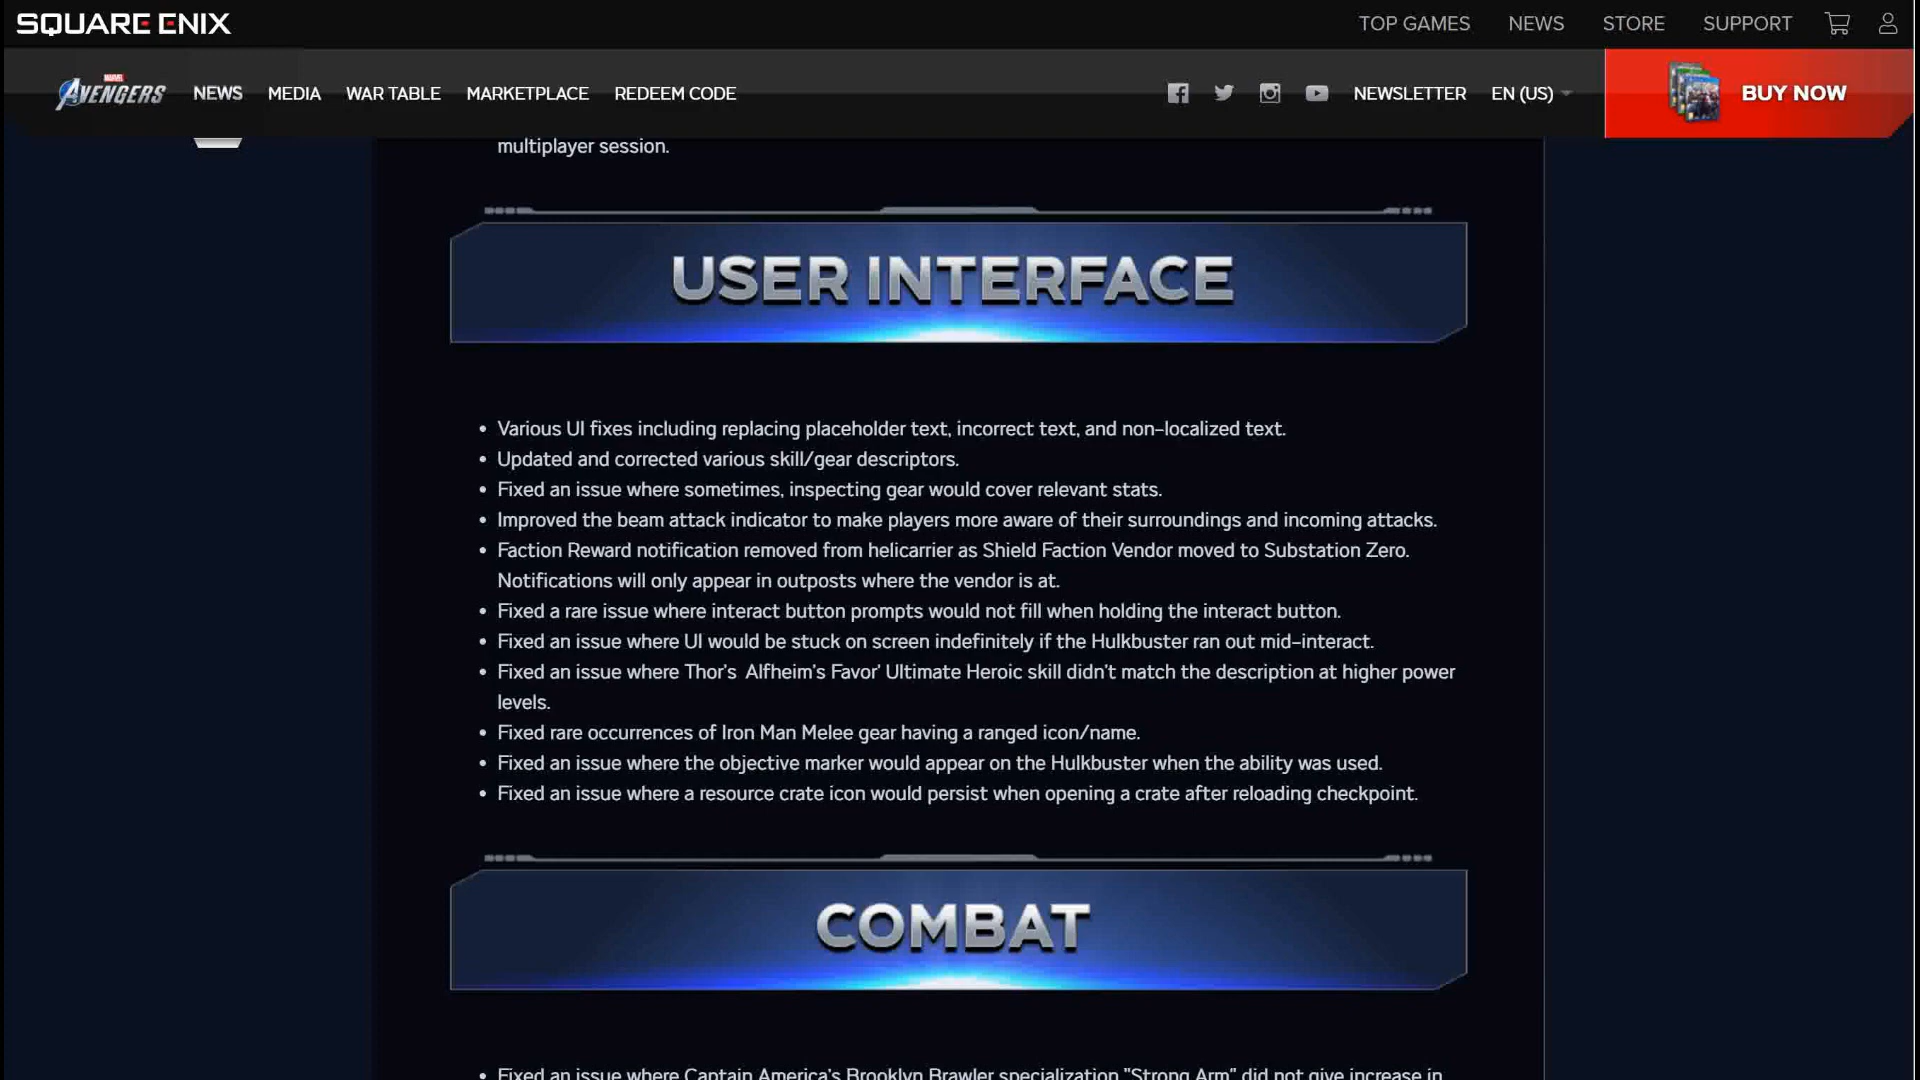 SQUARE ENIX
TOP GAMES NEWS STORE SUPPORT
MARVEL
AVENGERS NEWS MEDIA WAR TABLE MARKETPLACE REDEEM CODE NEWSLETTER EN (US) BUY NOW
multiplayer session.
USER INTERFACE
• Various UI fixes including replacing placeholder text, incorrect text, and non-localized text.
• Updated and corrected various skill/gear descriptors.
• Fixed an issue where sometimes, inspecting gear would cover relevant stats.
• Improved the beam attack indicator to make players more aware of their surroundings and incoming attacks.
• Faction Reward notification removed from helicarrier as Shield Faction Vendor moved to Substation Zero.
Notifications will only appear in outposts where the vendor is at.
• Fixed a rare issue where interact button prompts would not fill when holding the interact button.
• Fixed an issue where UI would be stuck on screen indefinitely if the Hulkbuster ran out mid-interact.
• Fixed an issue where Thor's Alfheim's Favor' Ultimate Heroic skill didn't match the description at higher power
levels.
• Fixed rare occurrences of Iron Man Melee gear having a ranged icon/name.
• Fixed an issue where the objective marker would appear on the Hulkbuster when the ability was used.
• Fixed an issue where a resource crate icon would persist when opening a crate after reloading checkpoint.
COMBAT
• Fixed an issue where Captain America's Brooklyn Brawler specialization "Strong Arm" did not give increase in